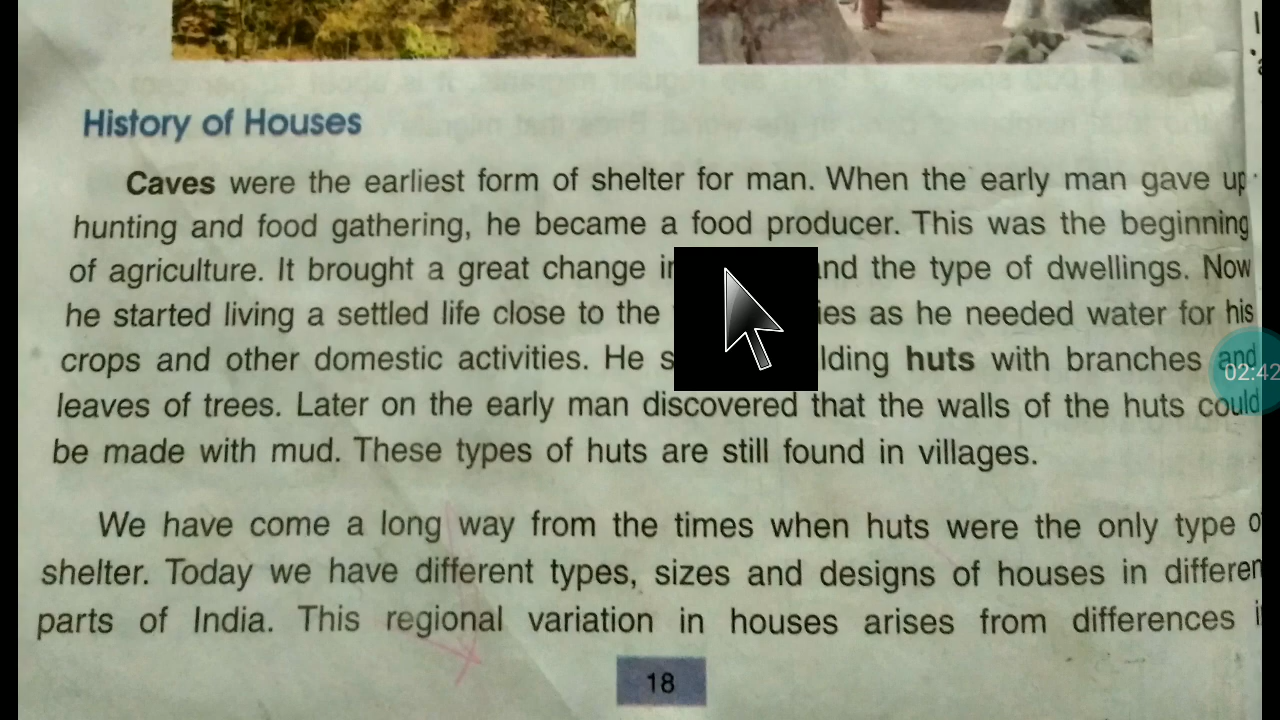 History of Houses
Caves were the earliest form of shelter for man. When the early man gave up
hunting and food gathering, he became a food producer. This was the beginning
of agriculture. It brought a great change and the type of dwellings. Now
he started living a settled life close to the as he needed water for his
crops and other domestic activities. He huts with branches and
leaves of trees. Later on the early man discovered that the walls of the huts could
be made with mud. These types of huts are still found in villages.
We have come a long way from the times when huts were the only type
shelter. Today we have different types, sizes and designs of houses in
parts of India. This regional variation in houses arises from differences
18
02:42